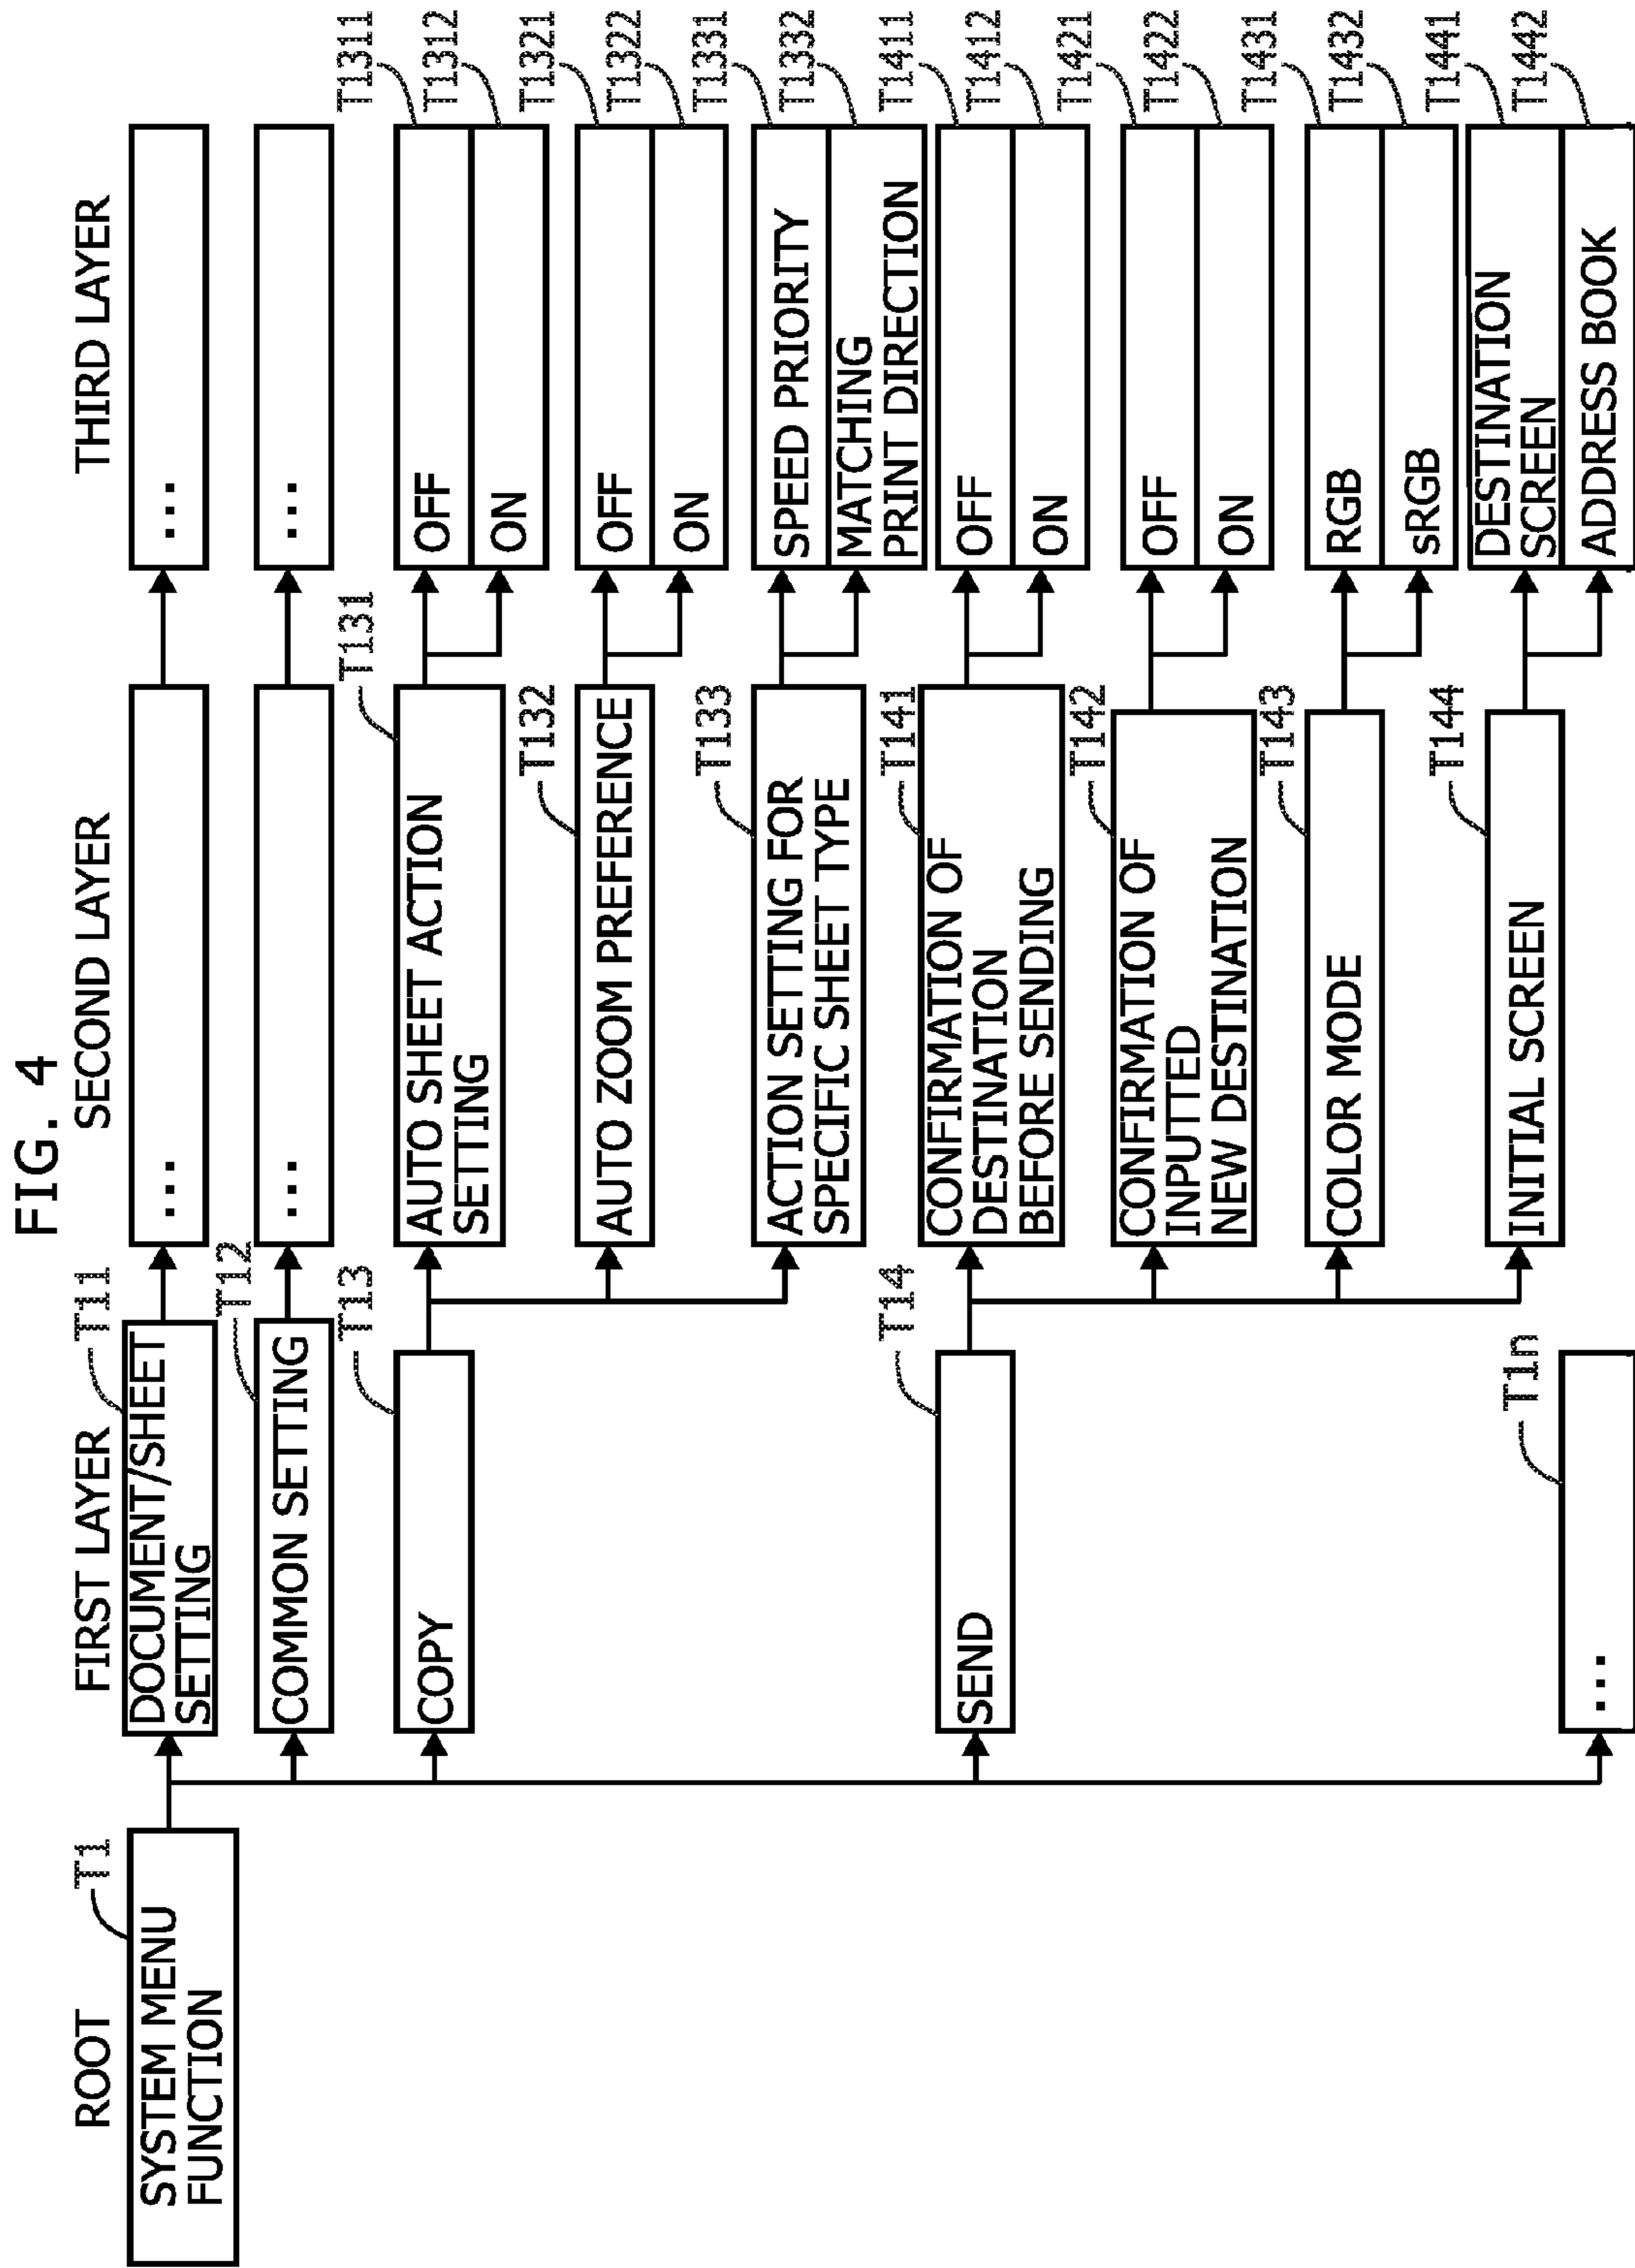 FIG. 4
ROOT
FIRST LAYER
SECOND LAYER
THIRD LAYER
T1
SYSTEM MENU
FUNCTION
T11
DOCUMENT/SHEET
SETTING
...
...
T12
COMMON SETTING
...
...
T13
COPY
T131
AUTO SHEET ACTION
SETTING
OFF
T1311
ON
T1312
T132
AUTO ZOOM PREFERENCE
OFF
T1321
ON
T1322
T133
ACTION SETTING FOR
SPECIFIC SHEET TYPE
SPEED PRIORITY
T1331
MATCHING
PRINT DIRECTION
T1332
T14
SEND
T141
CONFIRMATION OF
DESTINATION
BEFORE SENDING
OFF
T1411
ON
T1412
T142
CONFIRMATION OF
INPUTTED
NEW DESTINATION
OFF
T1421
ON
T1422
T143
COLOR MODE
RGB
T1431
sRGB
T1432
T144
INITIAL SCREEN
DESTINATION
SCREEN
T1441
ADDRESS BOOK
T1442
T1n
...